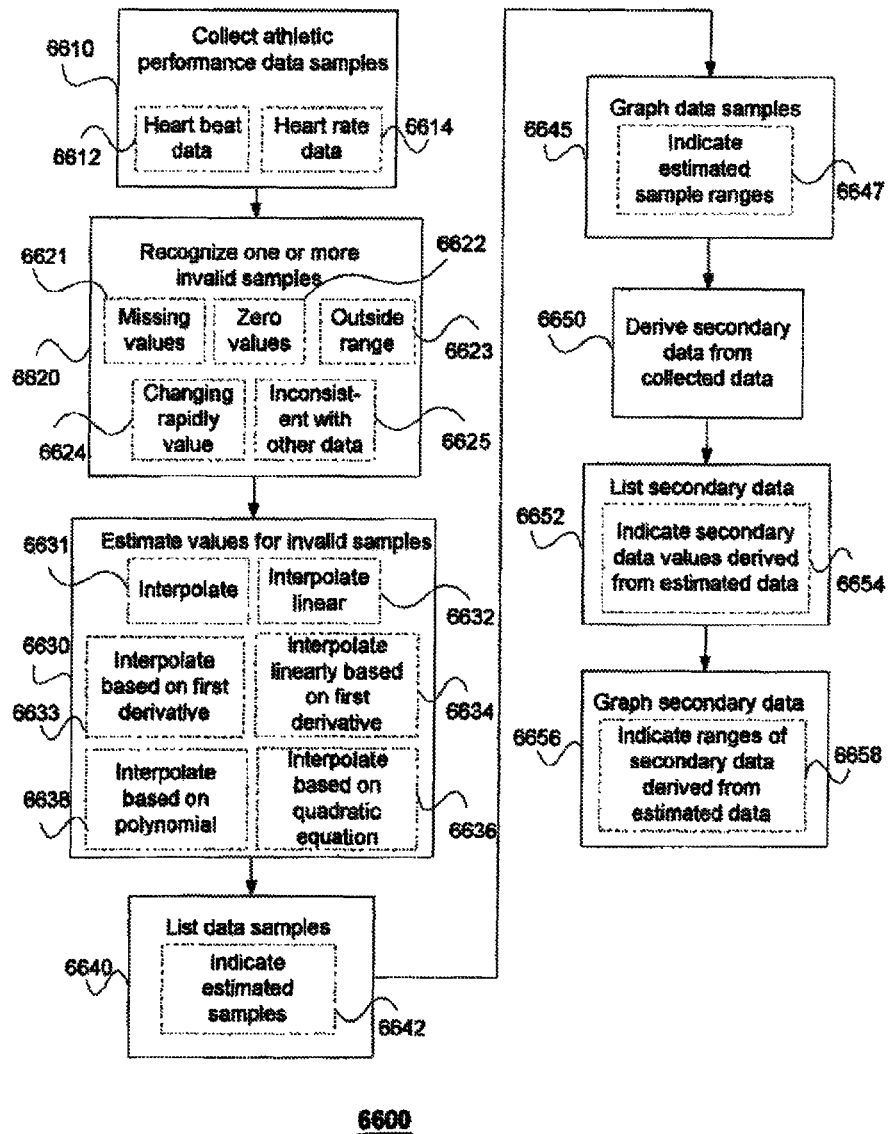 6610
Collect athletic
performance data samples
Heart beat
data
Heart rate
data
6614
6612
6621
Recognize one or more
invalid samples
6622
Missing
values
Zero
values
Outside
range
6623
6620
Changing
rapidly
value
Inconsist-
ent with
other data
6624
6625
Estimate values for invalid samples
6631
Interpolate
Interpolate
linear
6632
6630
Interpolate
based on first
derivative
6633
Interpolate
linearly based
on first
derivative
6634
Interpolate
based on
polynomial
6638
Interpolate
based on
quadratic
equation
6636
List data samples
6640
Indicate
estimated
samples
6642
Graph data samples
6645
Indicate
estimated
sample ranges
6647
6650
Derive secondary
data from
collected data
List secondary data
6652
Indicate secondary
data values derived
from estimated data
6654
Graph secondary data
6656
Indicate ranges of
secondary data
derived from
estimated data
6658
6600